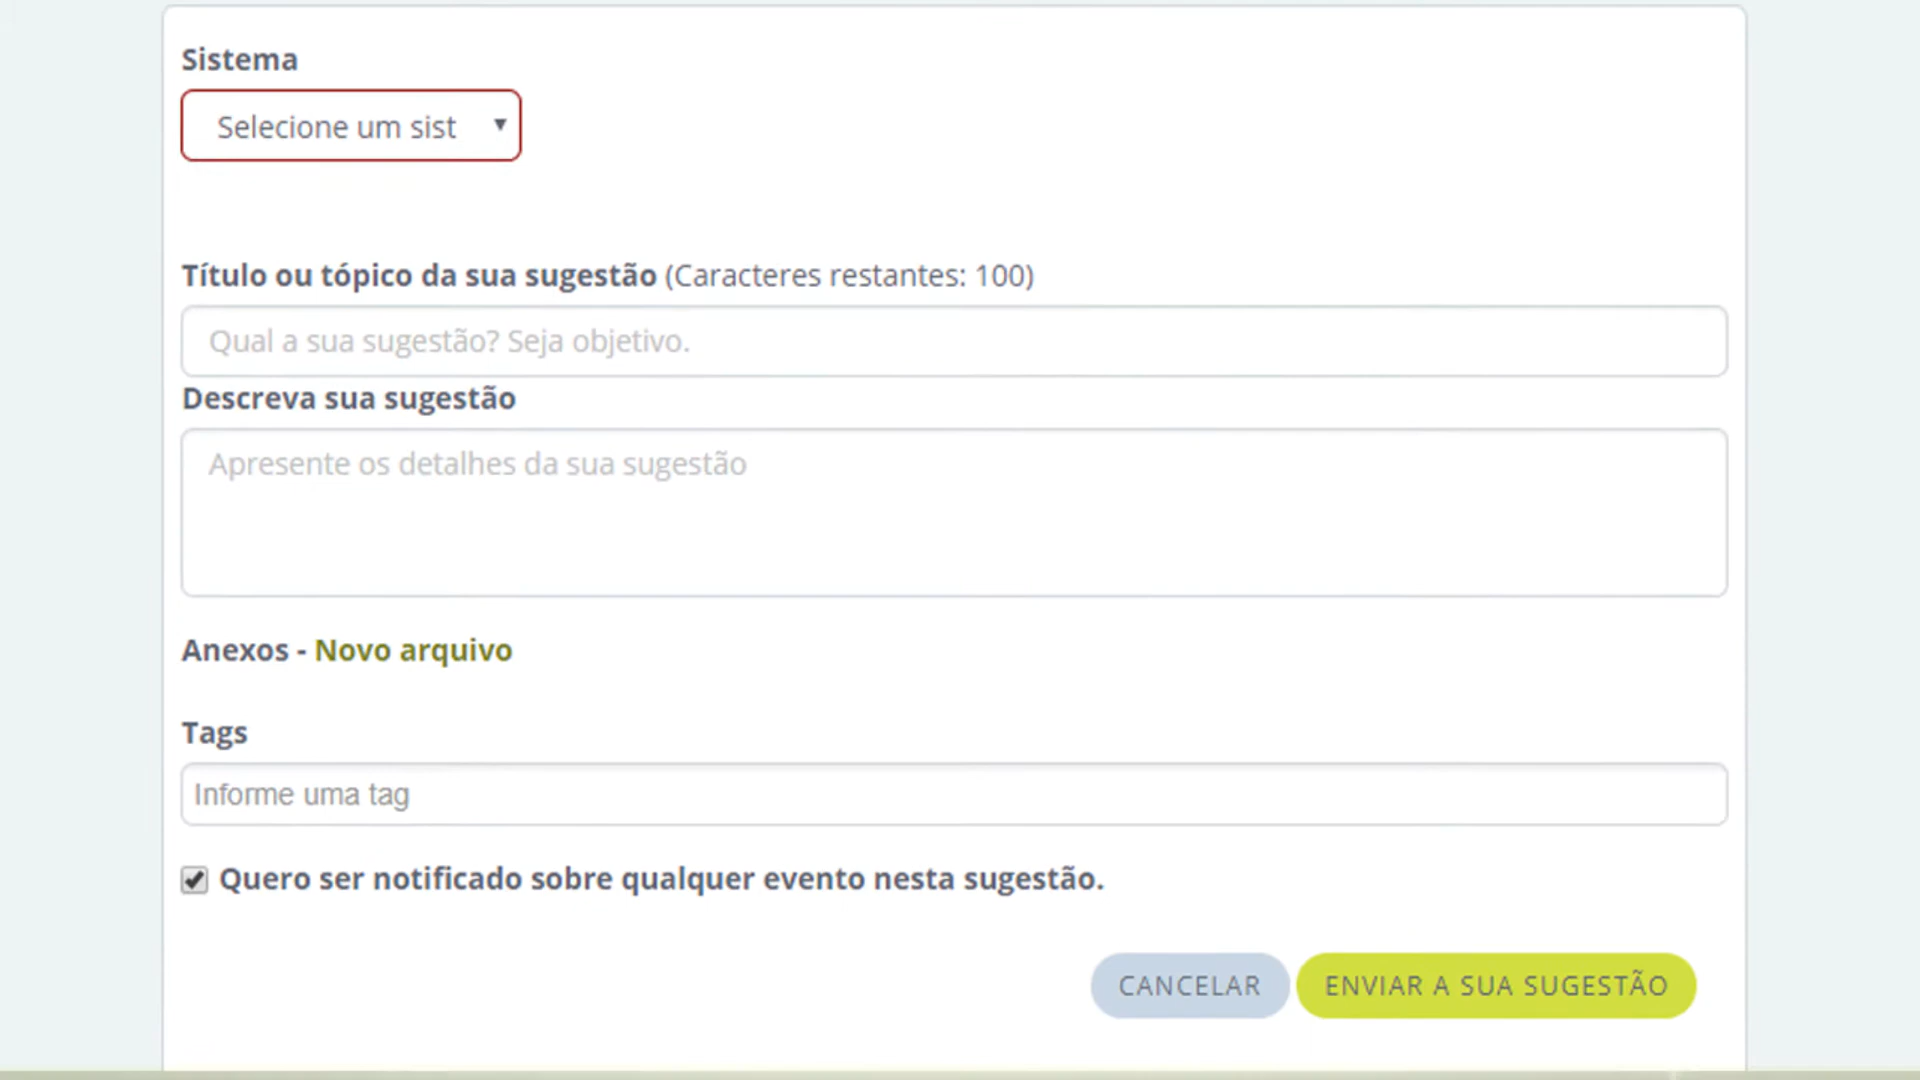 Sistema
Selecione um sist
Título ou tópico da sua sugestão (Caracteres restantes: 100)
Qual a sua sugestão? Seja objetivo.
Descreva sua sugestão
Apresente os detalhes da sua sugestão
Anexos - Novo arquivo
Tags
Informe uma tag
Quero ser notificado sobre qualquer evento nesta sugestão.
CANCELAR ENVIAR A SUA SUGESTÃO